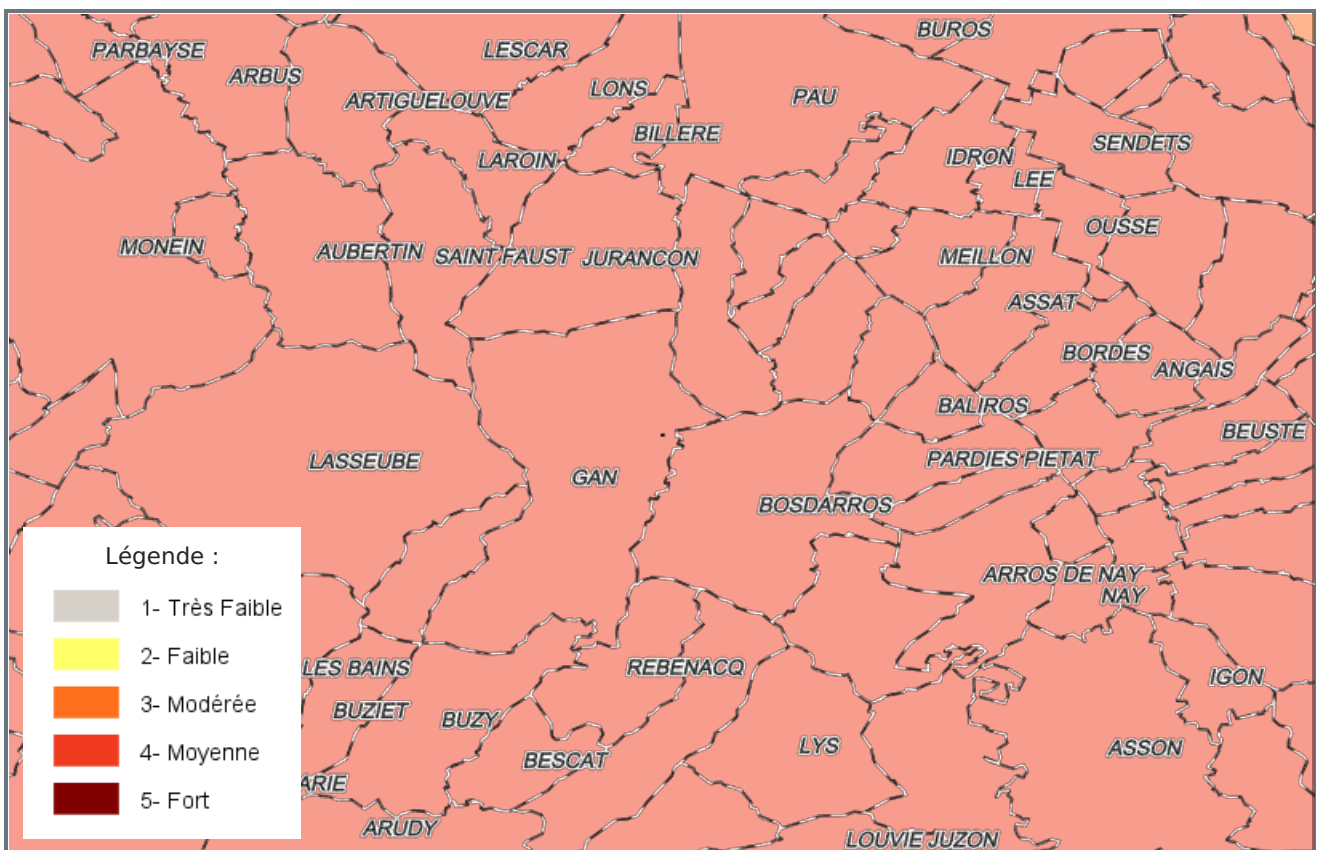 BUROS
PARBAYSE
LESCAR
ARBUS
LONS
PAU
ARTIGUELOUVE
BILLERE
SENDETS
IDRON
LAROIN
LEE
OUSSE
MONEIN
AUBERTIN
SAINT FAUST
JURANCON
MEILLON
ASSAT
BORDES
ANGAIS
BALIROS
BEUSTE
LASSEUBE
PARDIES PIETAT
GAN
BOSDARROS
Légende :
ARROS DE NAY
NAY
1- Très Faible
2- Faible
LES BAINS
REBENACQ
IGON
3- Modérée
BUZIET
BUZY
4- Moyenne
LYS
ASSON
BESCAT
ARIE
5- Fort
ARUDY
LOUVIE JUZON